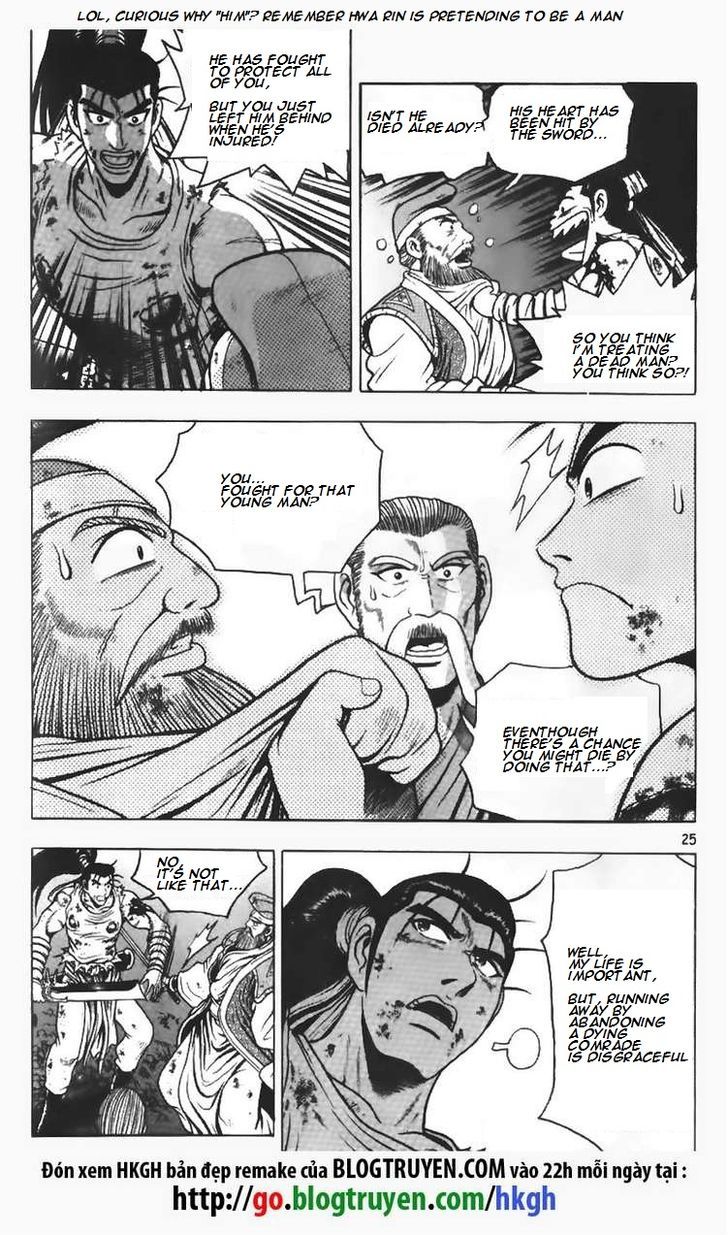 LOL, CURIOUS WHY "HIM"? REMEMBER HWA RIN IS PRETENDING TO BE A MAN
HE HAS FOUGHT
TO PROTECT ALL
OF YOU,
BUT YOU JUST
LEFT HIM BEHIND
WHEN HE'S
INJURED!
ISN'T HE
DIED ALREADY?
HIS HEART HAS
BEEN HIT BY
THE SWORD...
SO YOU THINK
I'M TREATING
A DEAD MAN?
YOU THINK SO?!
YOU...
FOUGHT FOR THAT
YOUNG MAN?
EVENTHOUGH
THERE'S A CHANCE
YOU MIGHT DIE BY
DOING THAT...?
25
NO,
IT'S NOT
LIKE THAT...
WELL,
MY LIFE IS
IMPORTANT,
BUT, RUNNING
AWAY BY
ABANDONING
A DYING
COMRADE
IS DISGRACEFUL
Đón xem HKGH bản đẹp remake của BLOGTRUYEN.COM vào 22h mỗi ngày tại :
http://go.blogtruyen.com/hkgh